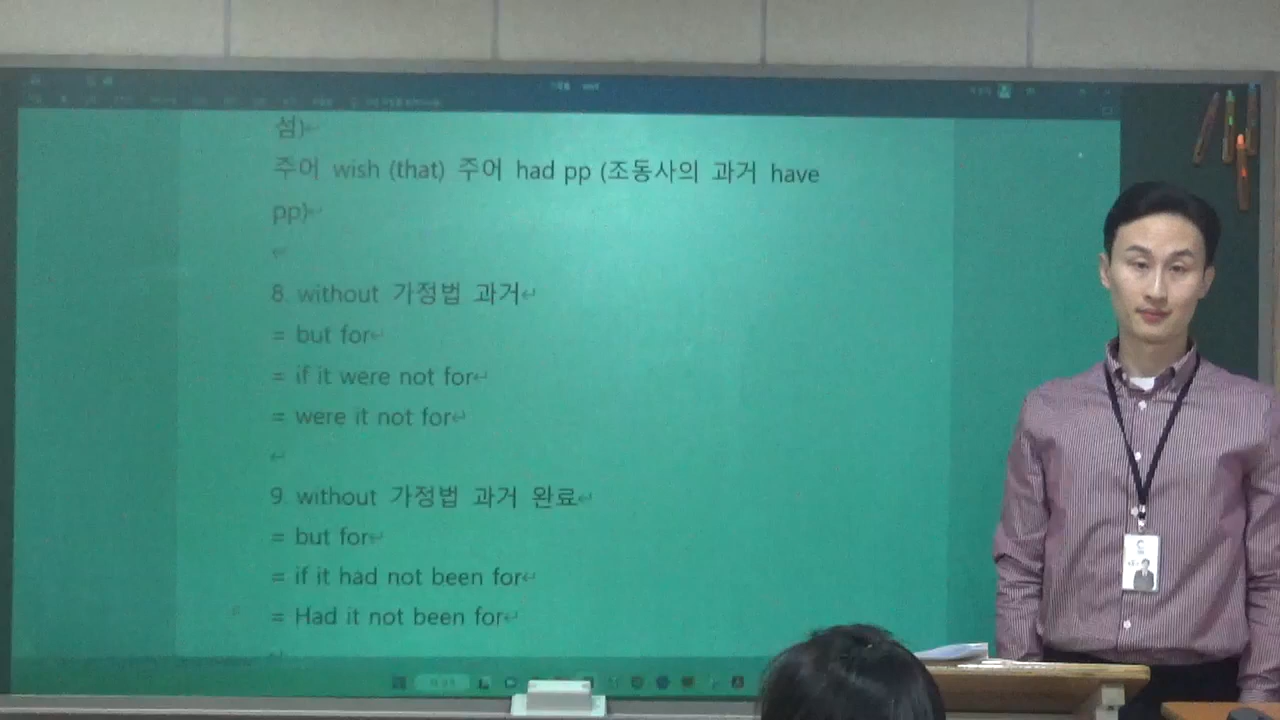 섬)
주어 wish (that) 주어 had pp (조동사의 과거 have
pp)
8. without 가정법 과거
= but for
= if it were not for
= were it not for
9. without 가정법 과거 완료
= but for
= if it had not been for
= Had it not been for